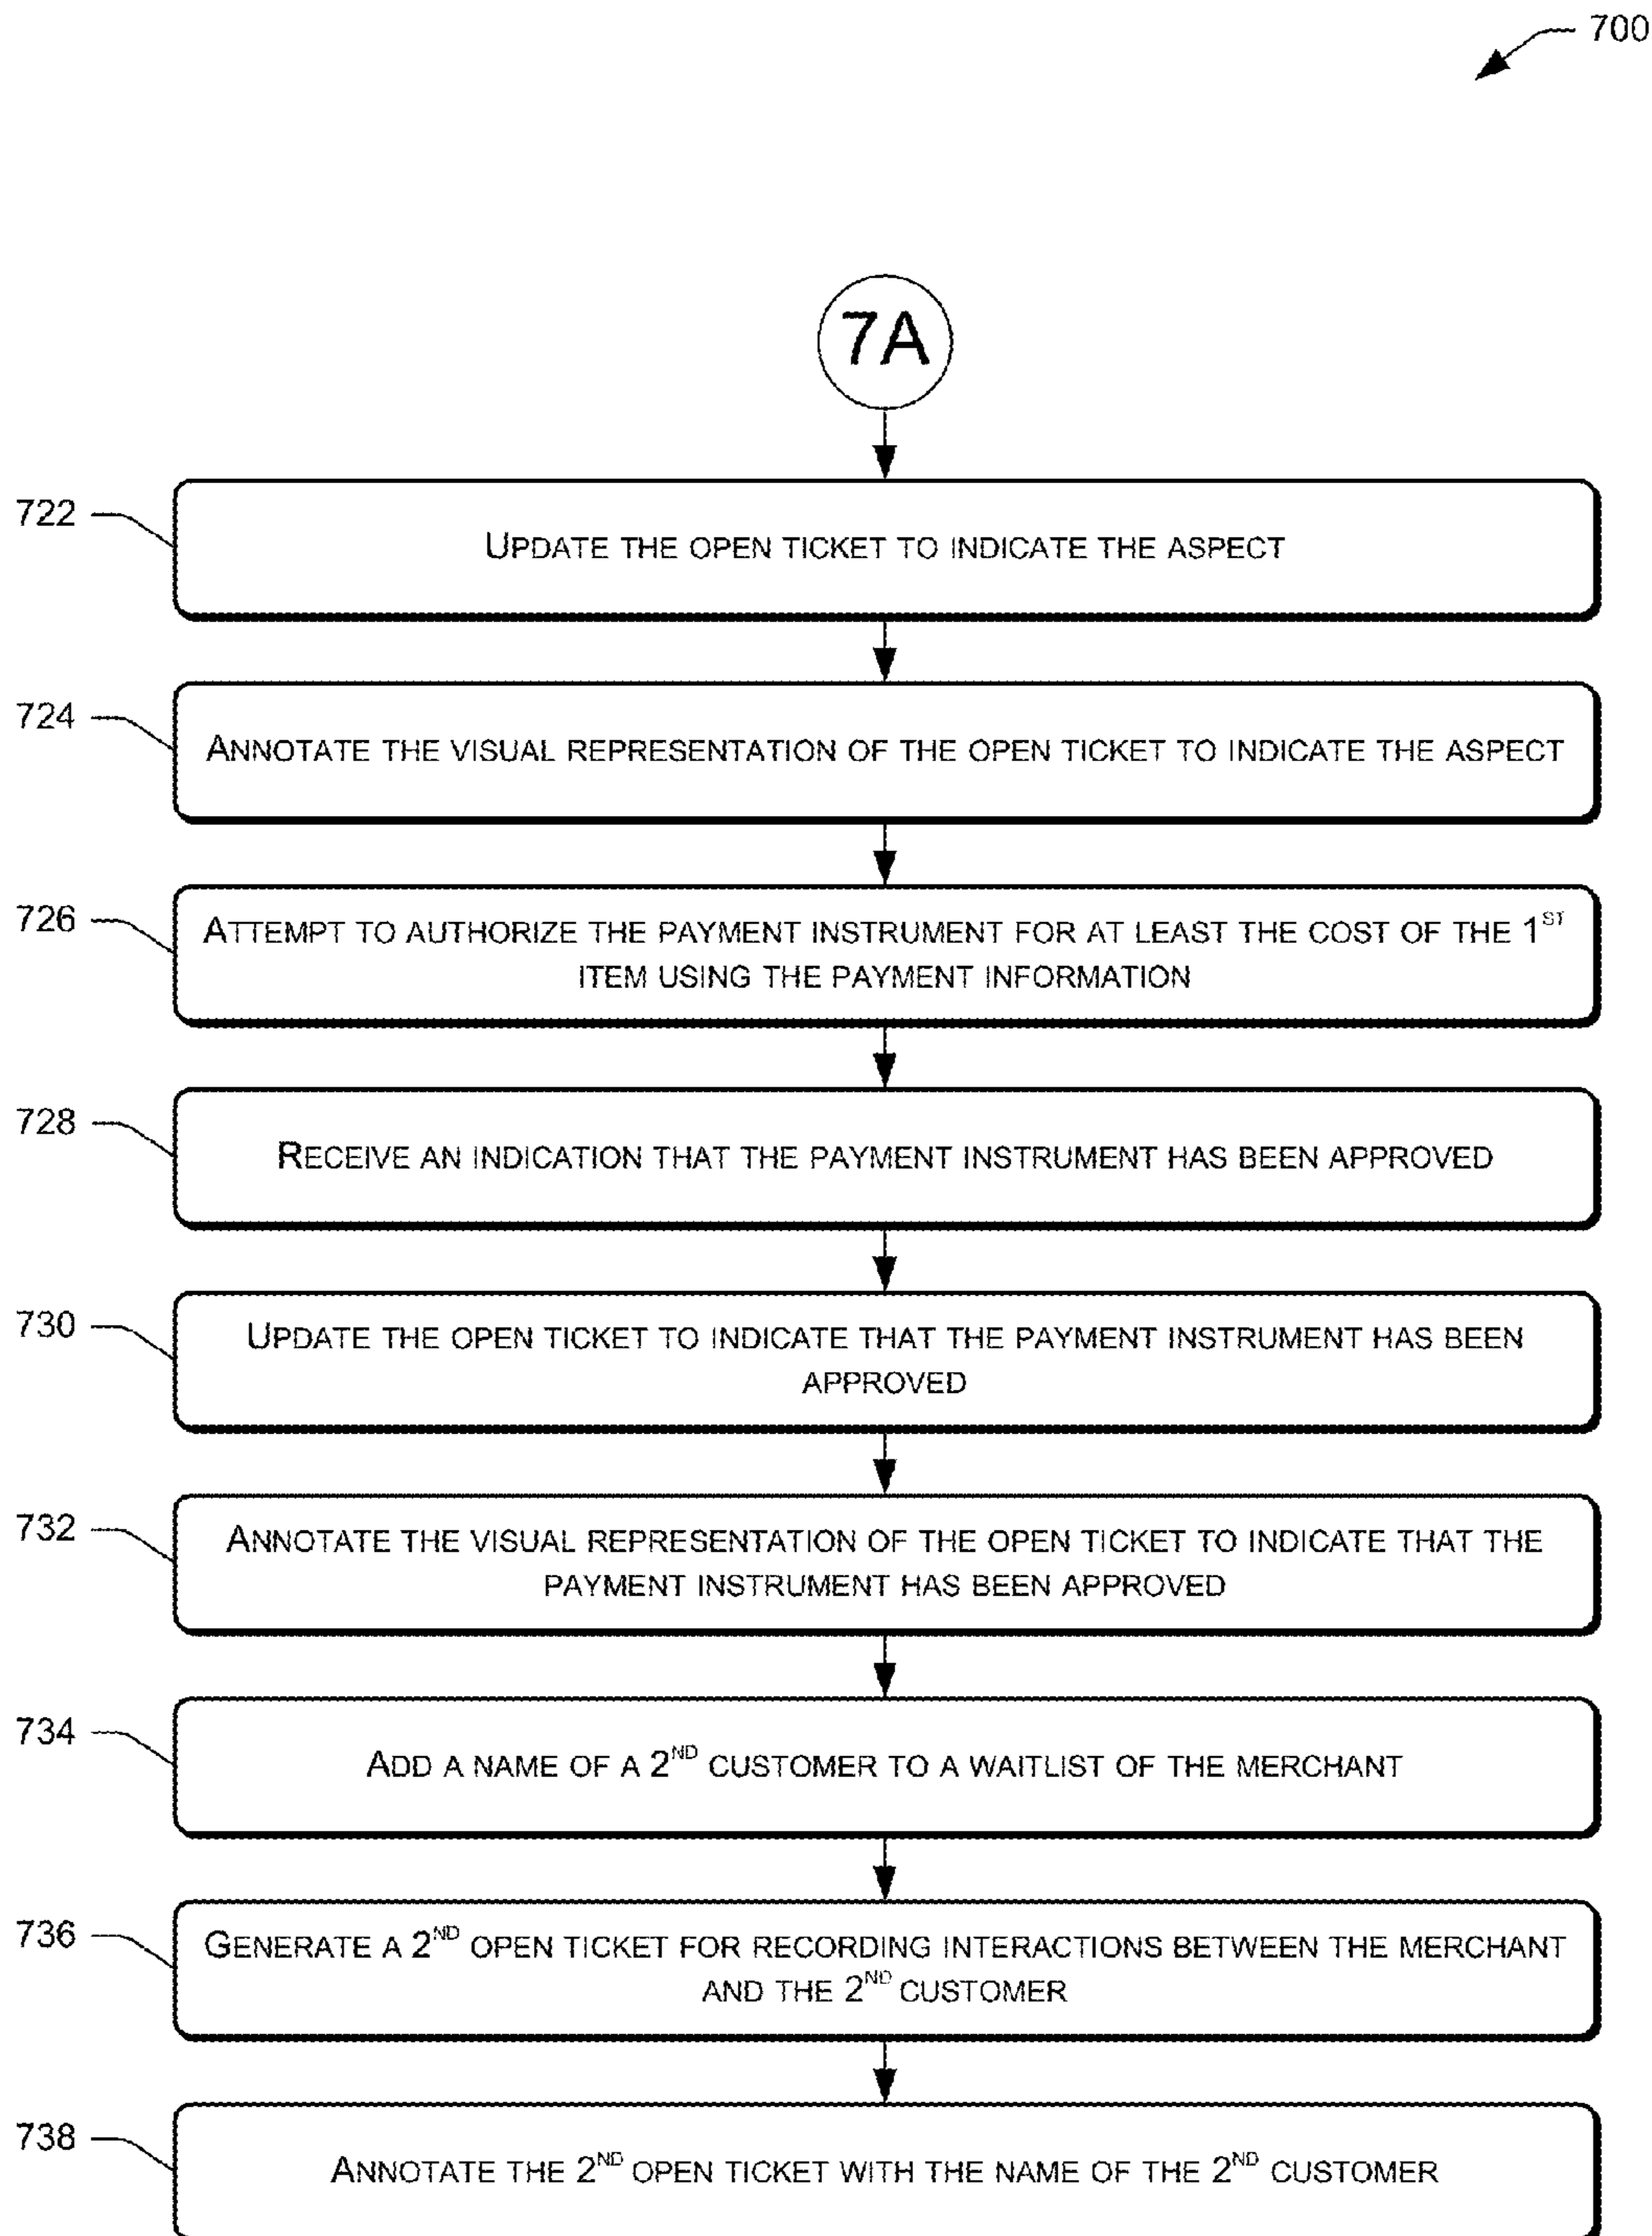 700
7A
722
UPDATE THE OPEN TICKET TO INDICATE THE ASPECT
724
ANNOTATE THE VISUAL REPRESENTATION OF THE OPEN TICKET TO INDICATE THE ASPECT
726
ATTEMPT TO AUTHORIZE THE PAYMENT INSTRUMENT FOR AT LEAST THE COST OF THE 1ST
ITEM USING THE PAYMENT INFORMATION
728
RECEIVE AN INDICATION THAT THE PAYMENT INSTRUMENT HAS BEEN APPROVED
730
UPDATE THE OPEN TICKET TO INDICATE THAT THE PAYMENT INSTRUMENT HAS BEEN
APPROVED
732
ANNOTATE THE VISUAL REPRESENTATION OF THE OPEN TICKET TO INDICATE THAT THE
PAYMENT INSTRUMENT HAS BEEN APPROVED
734
ADD A NAME OF A 2ND CUSTOMER TO A WAITLIST OF THE MERCHANT
736
GENERATE A 2ND OPEN TICKET FOR RECORDING INTERACTIONS BETWEEN THE MERCHANT
AND THE 2ND CUSTOMER
738
ANNOTATE THE 2ND OPEN TICKET WITH THE NAME OF THE 2ND CUSTOMER